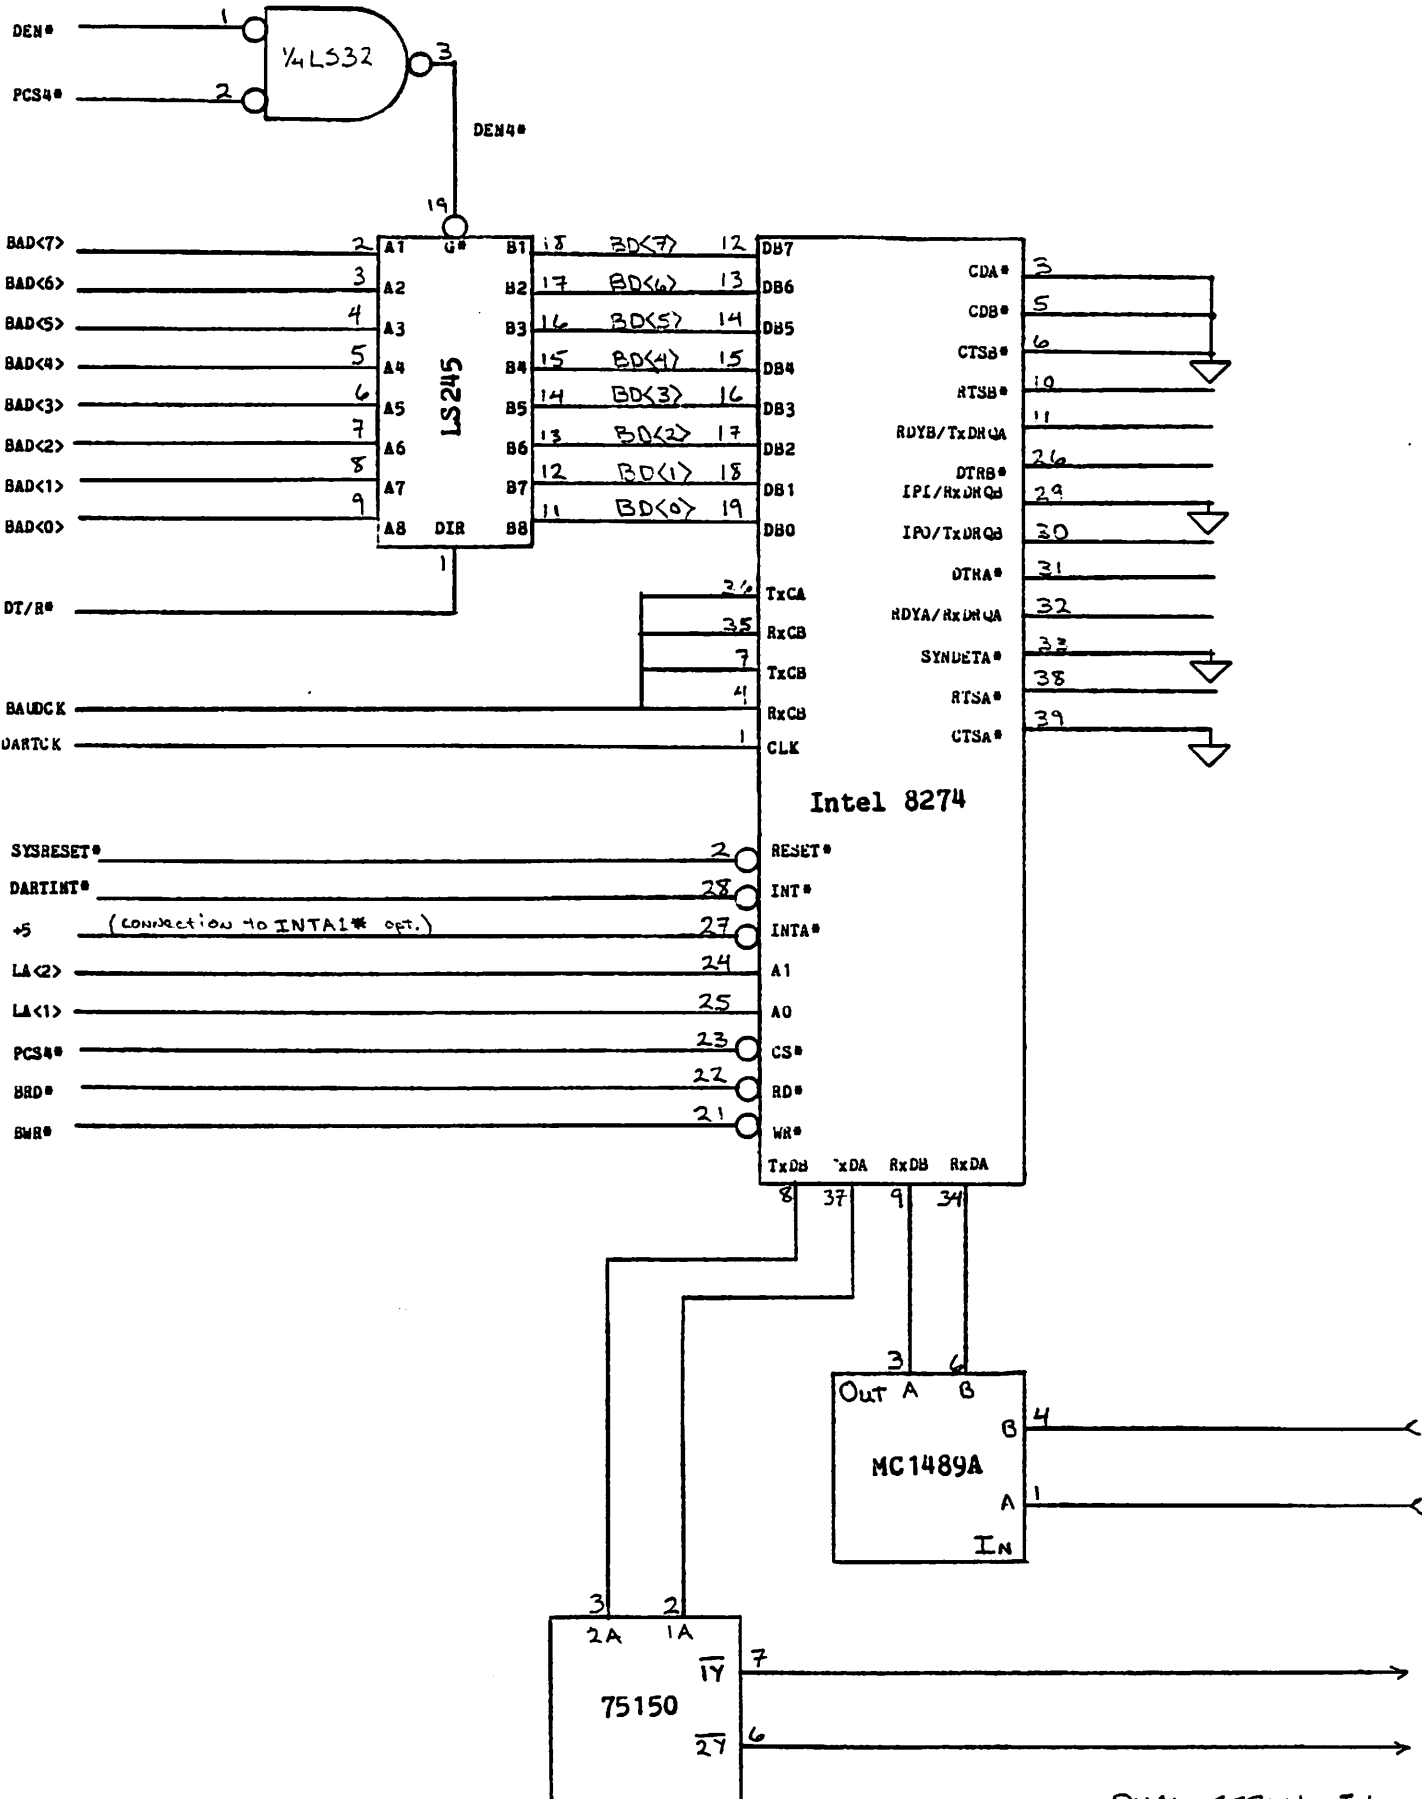 DEN* 1
1/4 LS32
3
PCS4* 2
DEN4*
19
BAD<7> 2 A1 G* B1 18 BD<7> 12 DB7
BAD<6> 3 A2 B2 17 BD<6> 13 DB6
BAD<5> 4 A3 B3 16 BD<5> 14 DB5
BAD<4> 5 A4 B4 15 BD<4> 15 DB4
BAD<3> 6 A5 B5 14 BD<3> 16 DB3
BAD<2> 7 A6 B6 13 BD<2> 17 DB2
BAD<1> 8 A7 B7 12 BD<1> 18 DB1
BAD<0> 9 A8 DIR B8 11 BD<0> 19 DB0
LS245
1
DT/R*
CDA* 3
CDB* 5
CTSB* 6
RTSB* 10
RDYB/TxDRQA 11
DTRB* 26
IPI/RxDRQB 29
IPO/TxDRQB 30
DTRA* 31
RDYA/RxDRQA 32
SYNDETA* 33
RTSA* 38
CTSA* 39
TxCA
35 RxCB
7 TxCB
BAUDCK 4 RxCB
DARTCK 1 CLK
Intel 8274
SYSRESET* 2 RESET*
DARTINT* 28 INT*
+5 (connection to INTA1* opt.) 27 INTA*
LA<2> 24 A1
LA<1> 25 A0
PCS4* 23 CS*
BRD* 22 RD*
BWR* 21 WR*
TxDB TxDA RxDB RxDA
8 37 9 34
3 6
Out A B
B 4
MC1489A
A 1
In
3 2
2A 1A
1Y 7
75150
2Y 6